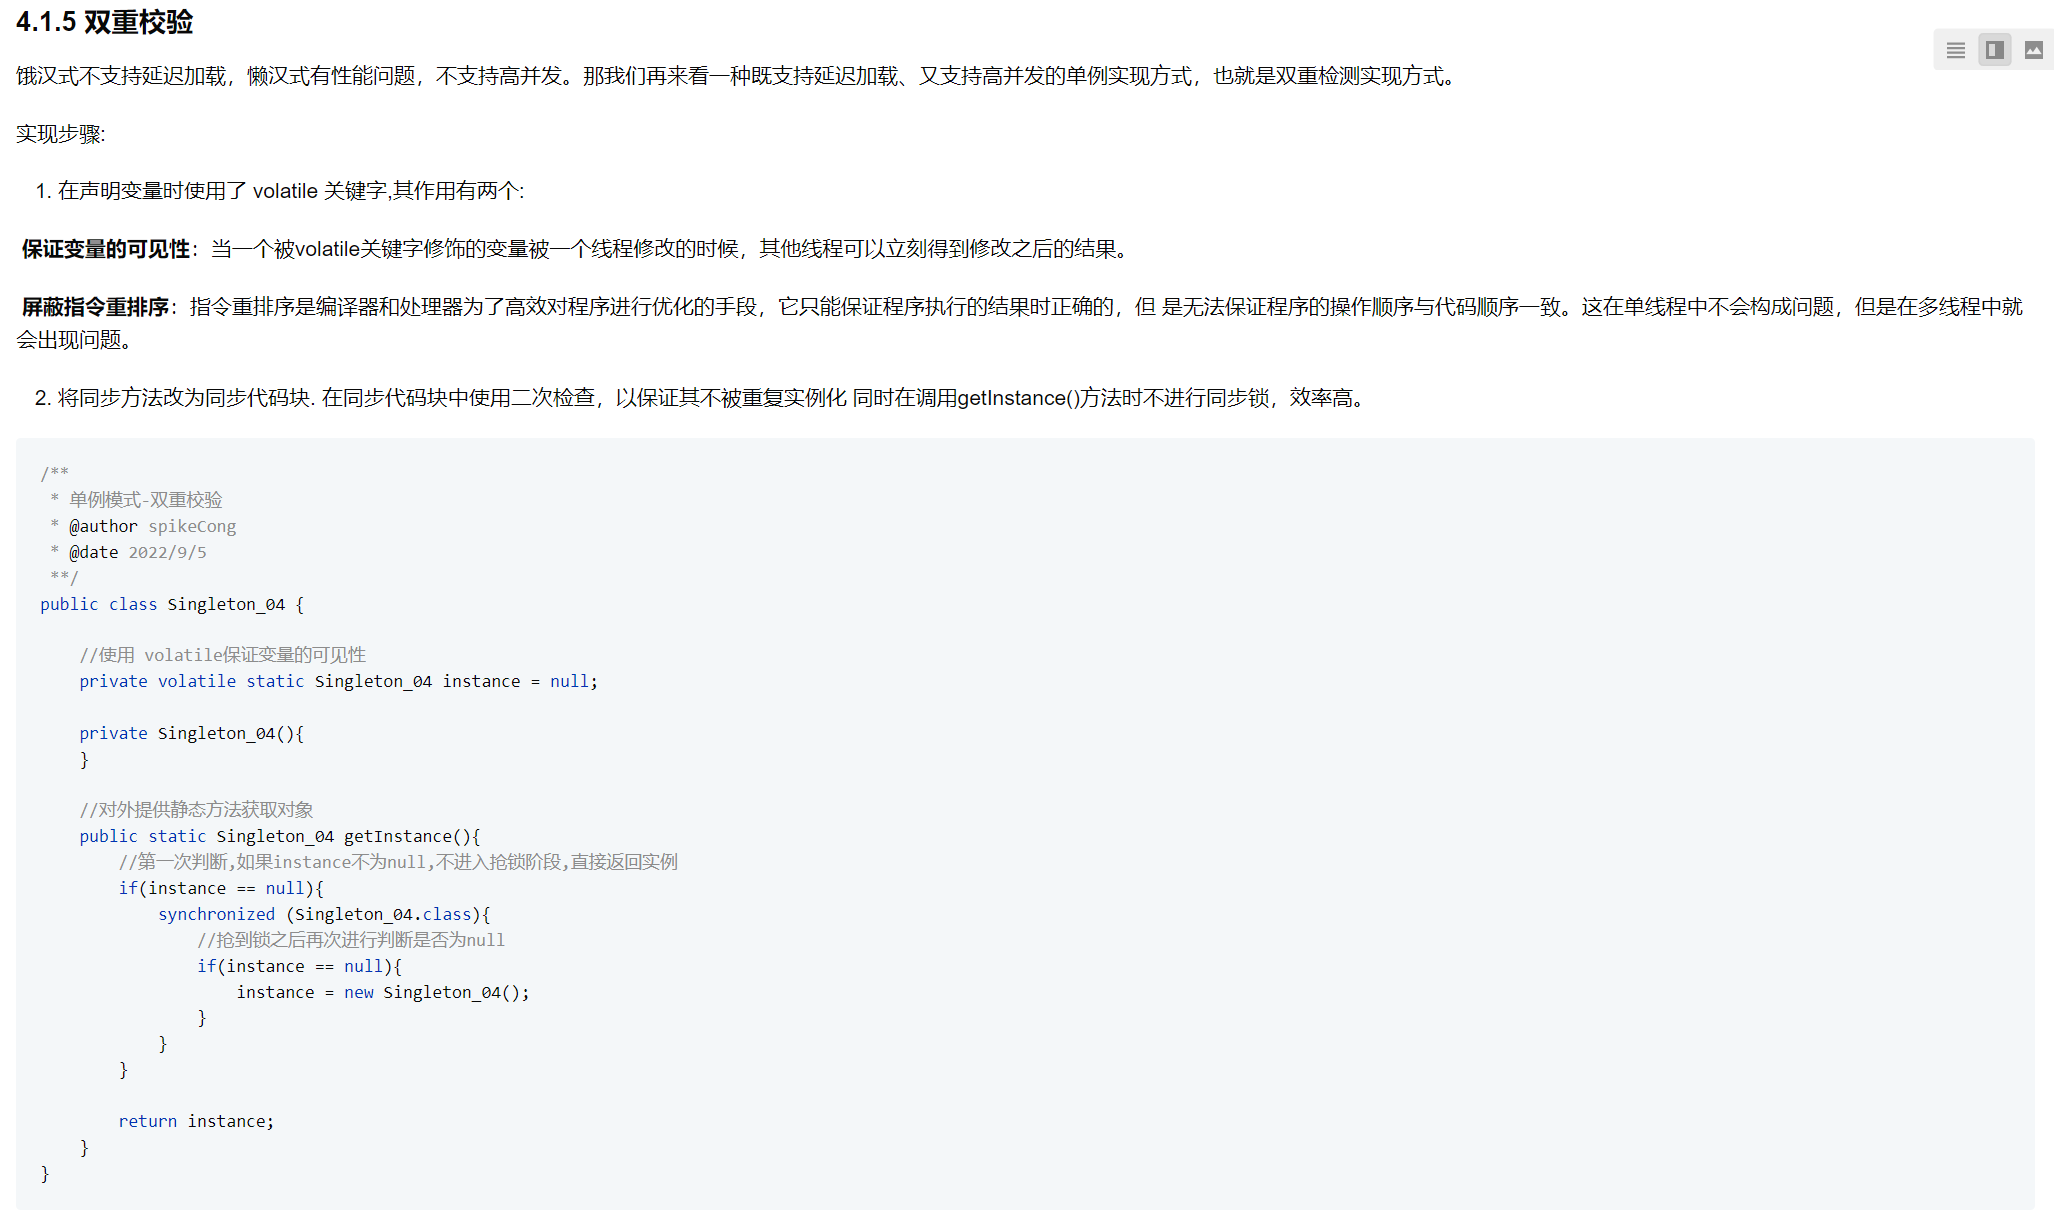 4.1.5 双重校验
饿汉式不支持延迟加载，懒汉式有性能问题，不支持高并发。那我们再来看一种既支持延迟加载、又支持高并发的单例实现方式，也就是双重检测实现方式。
实现步骤:
1. 在声明变量时使用了 volatile 关键字,其作用有两个:
保证变量的可见性：当一个被volatile关键字修饰的变量被一个线程修改的时候，其他线程可以立刻得到修改之后的结果。
屏蔽指令重排序：指令重排序是编译器和处理器为了高效对程序进行优化的手段，它只能保证程序执行的结果时正确的，但 是无法保证程序的操作顺序与代码顺序一致。这在单线程中不会构成问题，但是在多线程中就
会出现问题。
2. 将同步方法改为同步代码块. 在同步代码块中使用二次检查，以保证其不被重复实例化 同时在调用getInstance()方法时不进行同步锁，效率高。
/**
 * 单例模式-双重校验
 * @author spikeCong
 * @date 2022/9/5
 **/
public class Singleton_04 {
    //使用 volatile保证变量的可见性
    private volatile static Singleton_04 instance = null;
    private Singleton_04(){
    }
    //对外提供静态方法获取对象
    public static Singleton_04 getInstance(){
        //第一次判断,如果instance不为null,不进入抢锁阶段,直接返回实例
        if(instance == null){
            synchronized (Singleton_04.class){
                //抢到锁之后再次进行判断是否为null
                if(instance == null){
                    instance = new Singleton_04();
                }
            }
        }
        return instance;
    }
}